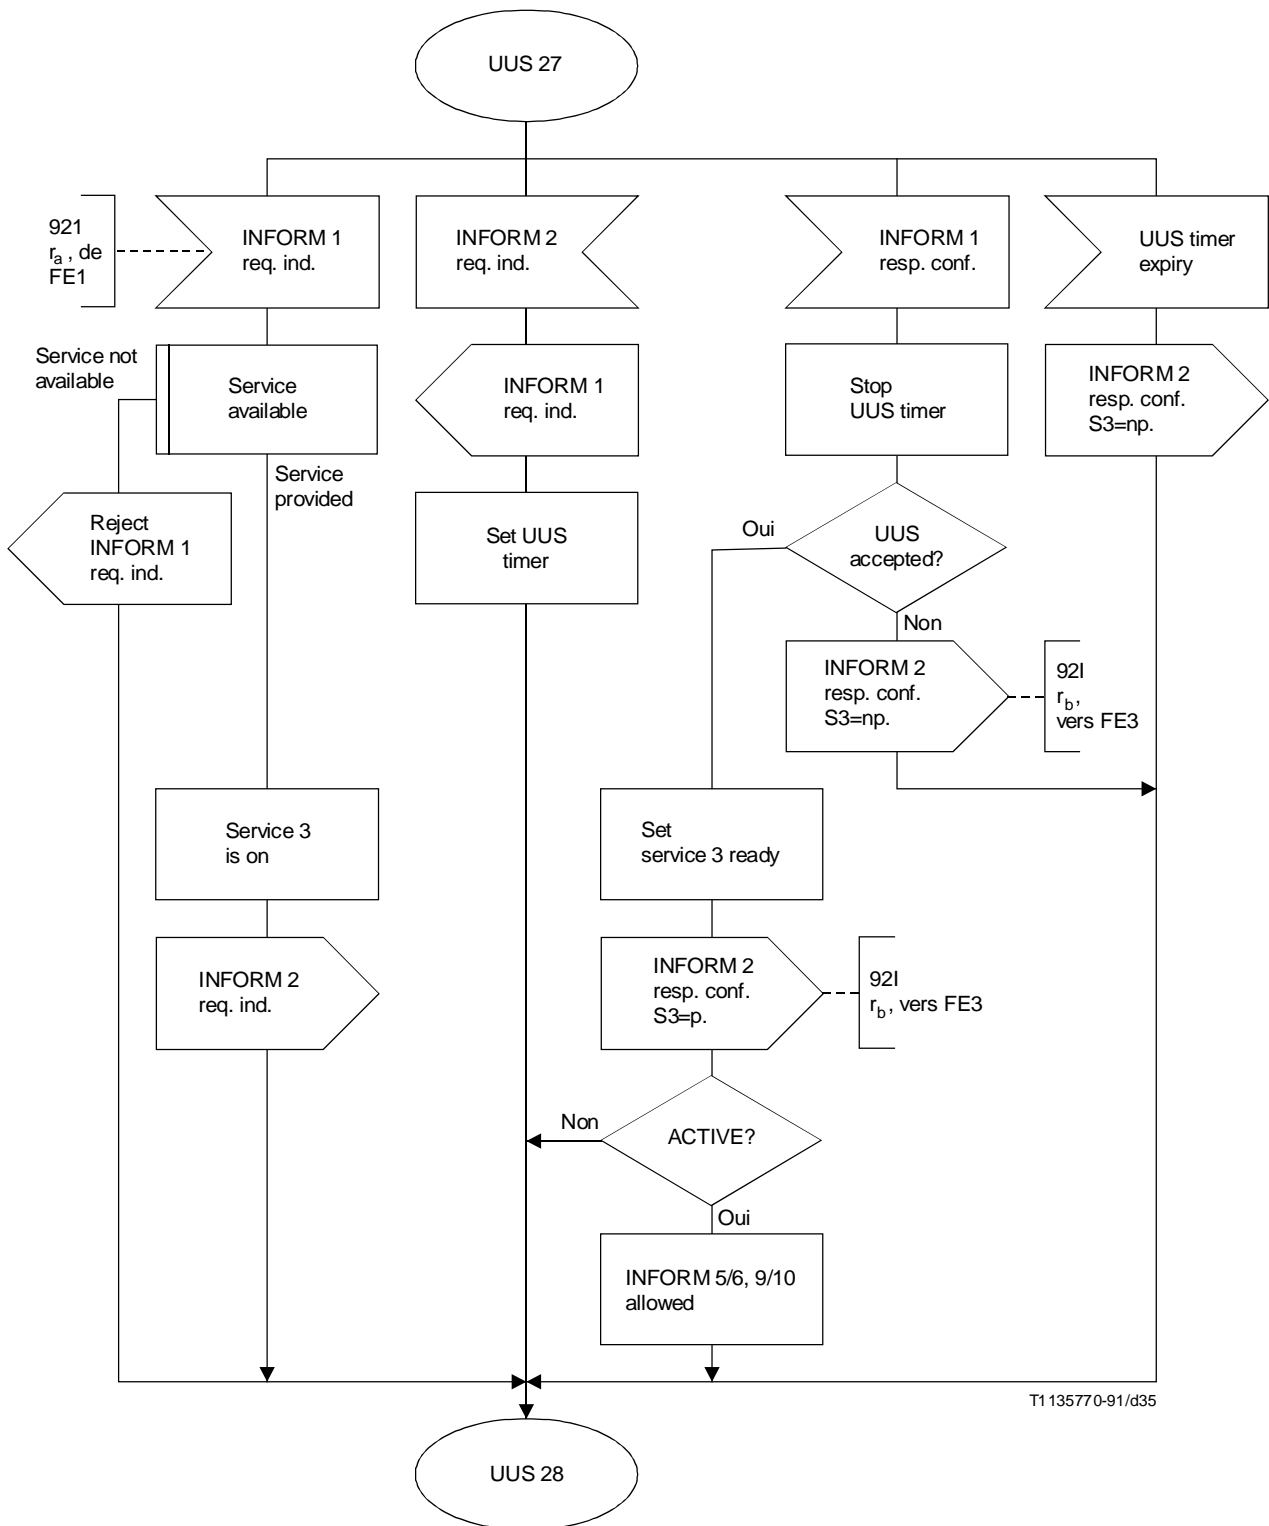 UUS 27
921
r_a, de
FE1
INFORM 1
req. ind.
INFORM 2
req. ind.
INFORM 1
resp. conf.
UUS timer
expiry
Service not
available
Service
available
INFORM 1
req. ind.
Stop
UUS timer
INFORM 2
resp. conf.
S3=np.
Service
provided
Reject
INFORM 1
req. ind.
Set UUS
timer
Oui
UUS
accepted?
Non
INFORM 2
resp. conf.
S3=np.
92I
r_b,
vers FE3
Service 3
is on
Set
service 3 ready
INFORM 2
req. ind.
INFORM 2
resp. conf.
S3=p.
92I
r_b, vers FE3
Non
ACTIVE?
Oui
INFORM 5/6, 9/10
allowed
T1135770-91/d35
UUS 28